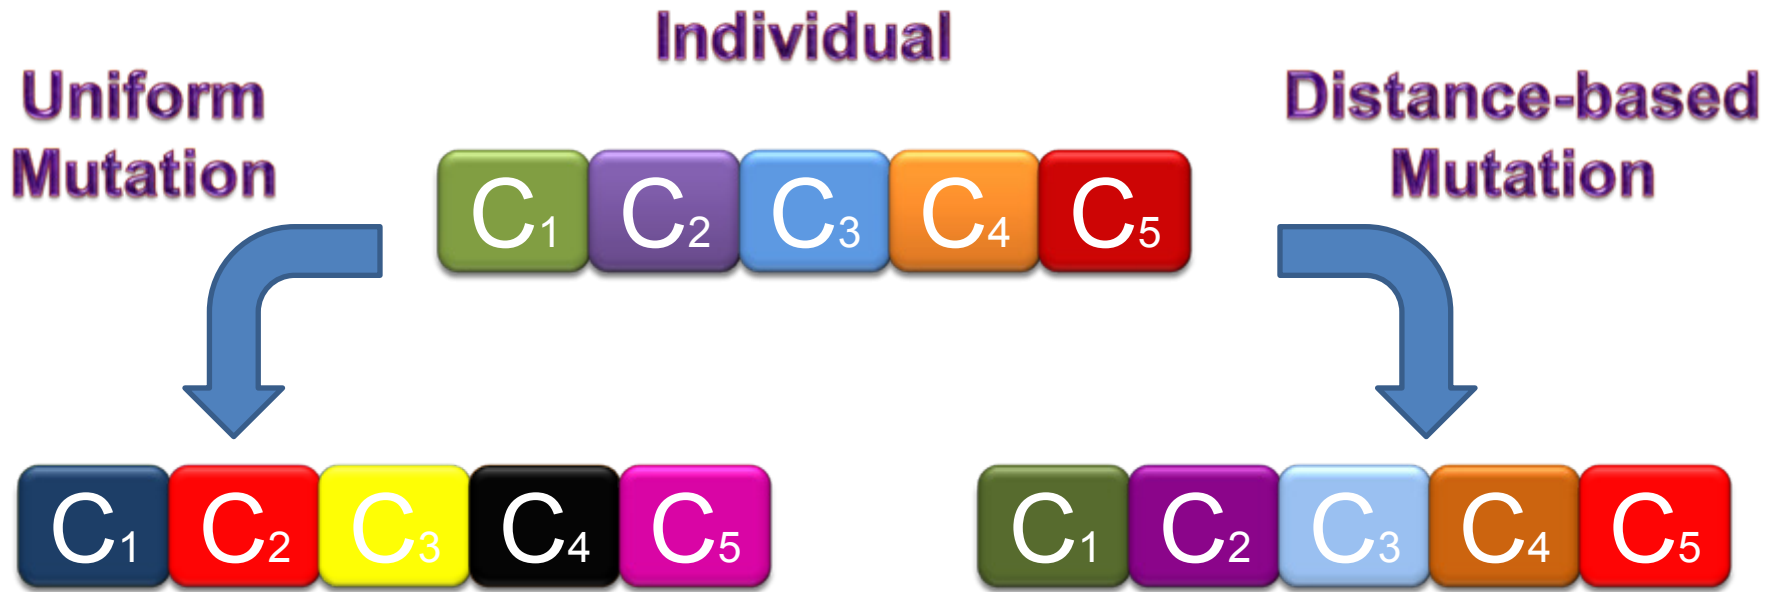 Individual
Uniform
Mutation
Distance-based
Mutation
C1 C2 C3 C4 C5
C1 C2 C3 C4 C5
C1 C2 C3 C4 C5